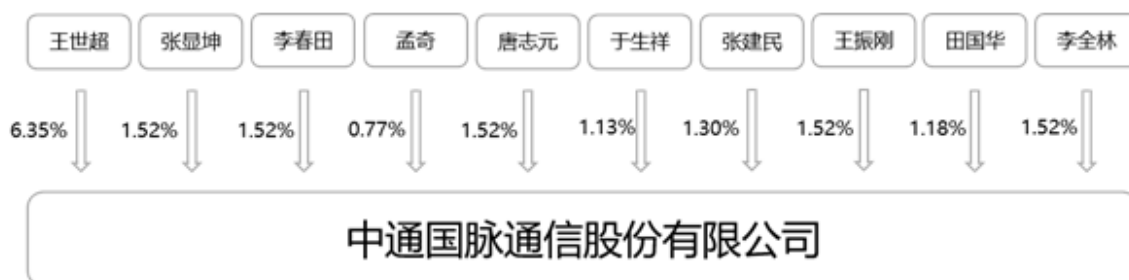 王世超 张显坤 李春田 孟奇 唐志元 于生祥 张建民 王振刚 田国华 李全林
6.35% 1.52% 1.52% 0.77% 1.52% 1.13% 1.30% 1.52% 1.18% 1.52%
中通国脉通信股份有限公司